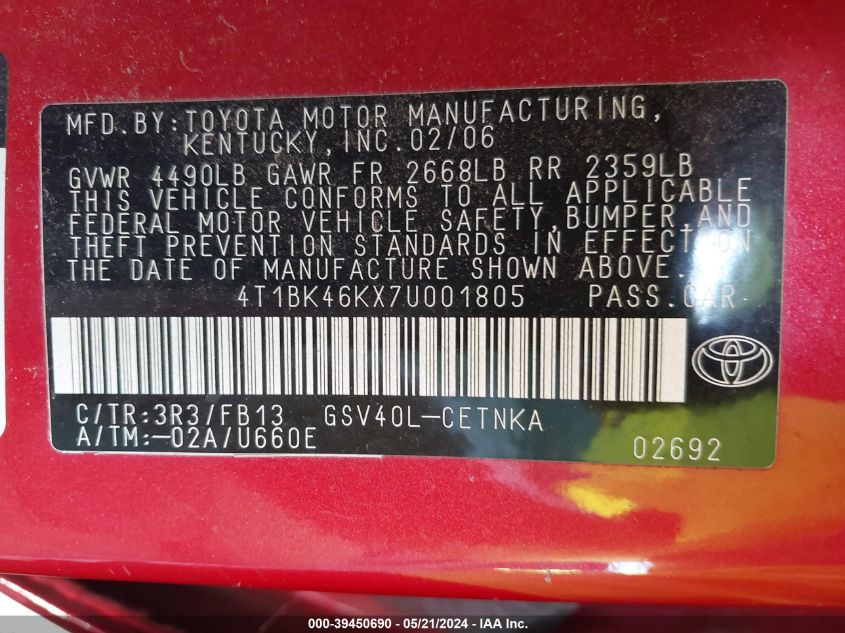 MFD.BY:TOYOTA MOTOR MANUFACTURING,
KENTUCKY,INC.02/06
GVWR 4490LB GAWR FR 2668LB RR 2359LB
THIS VEHICLE CONFORMS TO ALL APPLICABLE
FEDERAL MOTOR VEHICLE SAFETY,BUMPER AND
THEFT PREVENTION STANDARDS IN EFFECT ON
THE DATE OF MANUFACTURE SHOWN ABOVE.
4T1BK46KX7U001805 PASS.CAR
C/TR:3R3/FB13 GSV40L-CETNKA
A/TM:-02A/U660E
02692
000-39450690 - 05/21/2024 - IAAI Holdings, Inc.